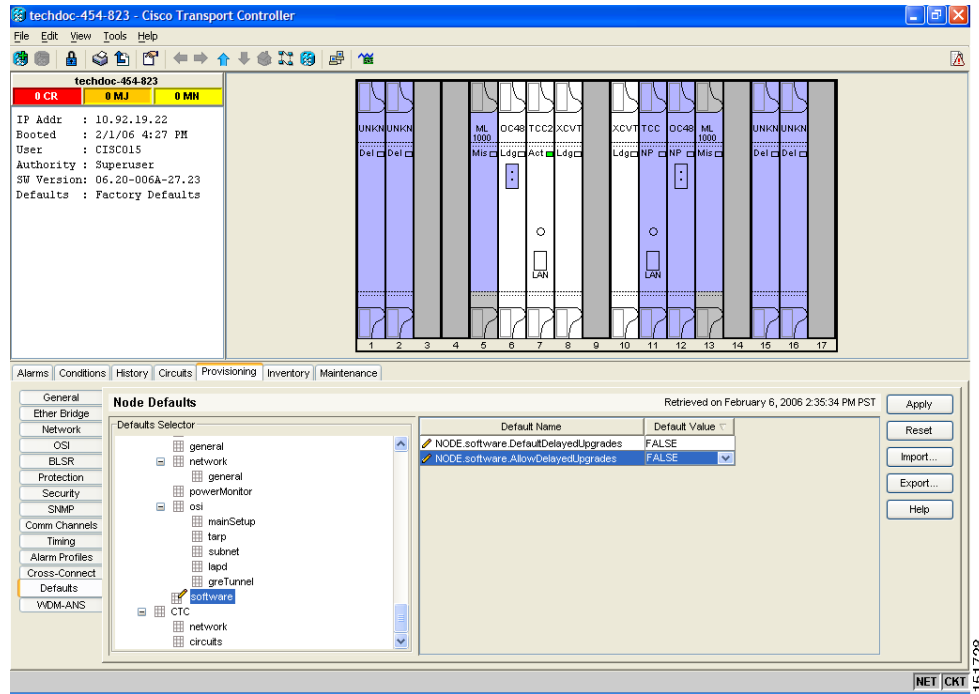 techdoc-454-823 - Cisco Transport Controller
File Edit View Tools Help
techdoc-454-823
0 CR 0 MJ 0 MN
IP Addr : 10.92.19.22
Booted : 2/1/06 4:27 PM
User : CISCO15
Authority : Superuser
SW Version: 06.20-006A-27.23
Defaults : Factory Defaults
UNKN UNKN ML 1000 OC48 TCC2 XCVT XCVT TCC OC48 ML 1000 UNKN UNKN
Del Del Mis Ldg Act Ldg Ldg NP NP Mis Del Del
LAN LAN
1 2 3 4 5 6 7 8 9 10 11 12 13 14 15 16 17
Alarms Conditions History Circuits Provisioning Inventory Maintenance
General
Ether Bridge
Network
OSI
BLSR
Protection
Security
SNMP
Comm Channels
Timing
Alarm Profiles
Cross-Connect
Defaults
WDM-ANS
Node Defaults
Retrieved on February 6, 2006 2:35:34 PM PST
Defaults Selector
general
network
general
powerMonitor
osi
mainSetup
tarp
subnet
lapd
greTunnel
software
CTC
network
circuits
Default Name Default Value
NODE.software.DefaultDelayedUpgrades FALSE
NODE.software.AllowDelayedUpgrades FALSE
Apply
Reset
Import...
Export...
Help
NET CKT
151728